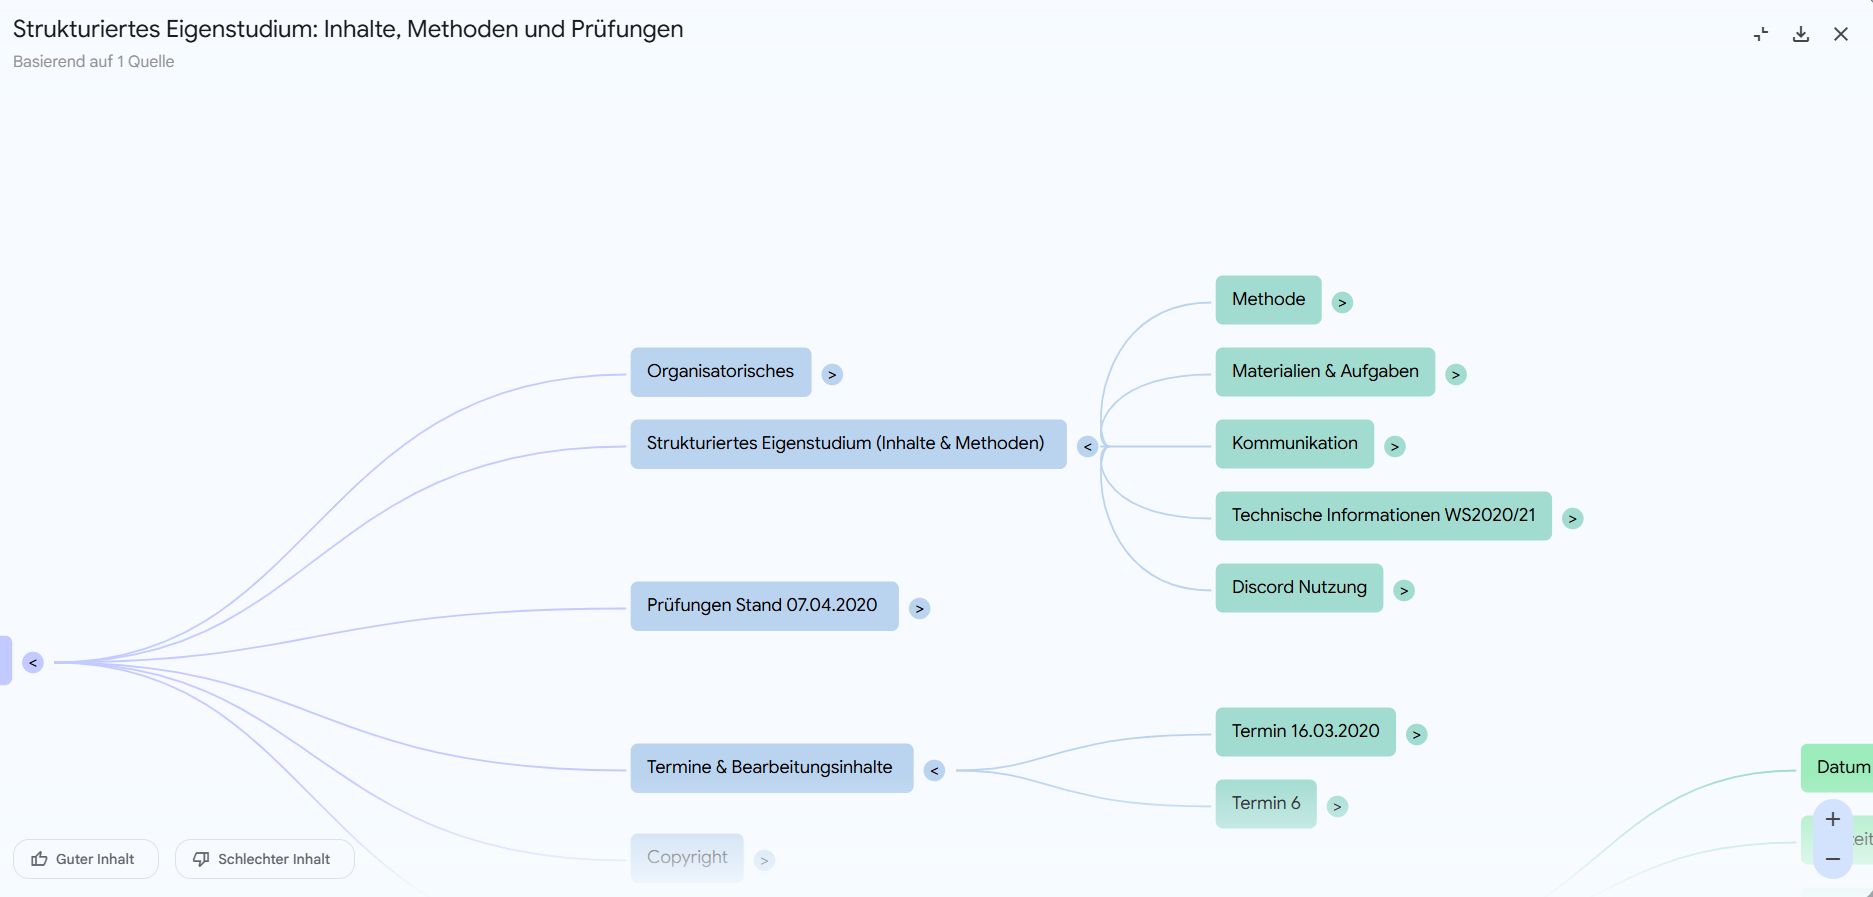 Strukturiertes Eigenstudium: Inhalte, Methoden und Prüfungen
Basierend auf 1 Quelle
Organisatorisches >
Strukturiertes Eigenstudium (Inhalte & Methoden) <
Prüfungen Stand 07.04.2020 >
<
Termine & Bearbeitungsinhalte <
Copyright >
Methode >
Materialien & Aufgaben >
Kommunikation >
Technische Informationen WS2020/21 >
Discord Nutzung >
Termin 16.03.2020 >
Termin 6 >
Datum
+
−
Guter Inhalt
Schlechter Inhalt